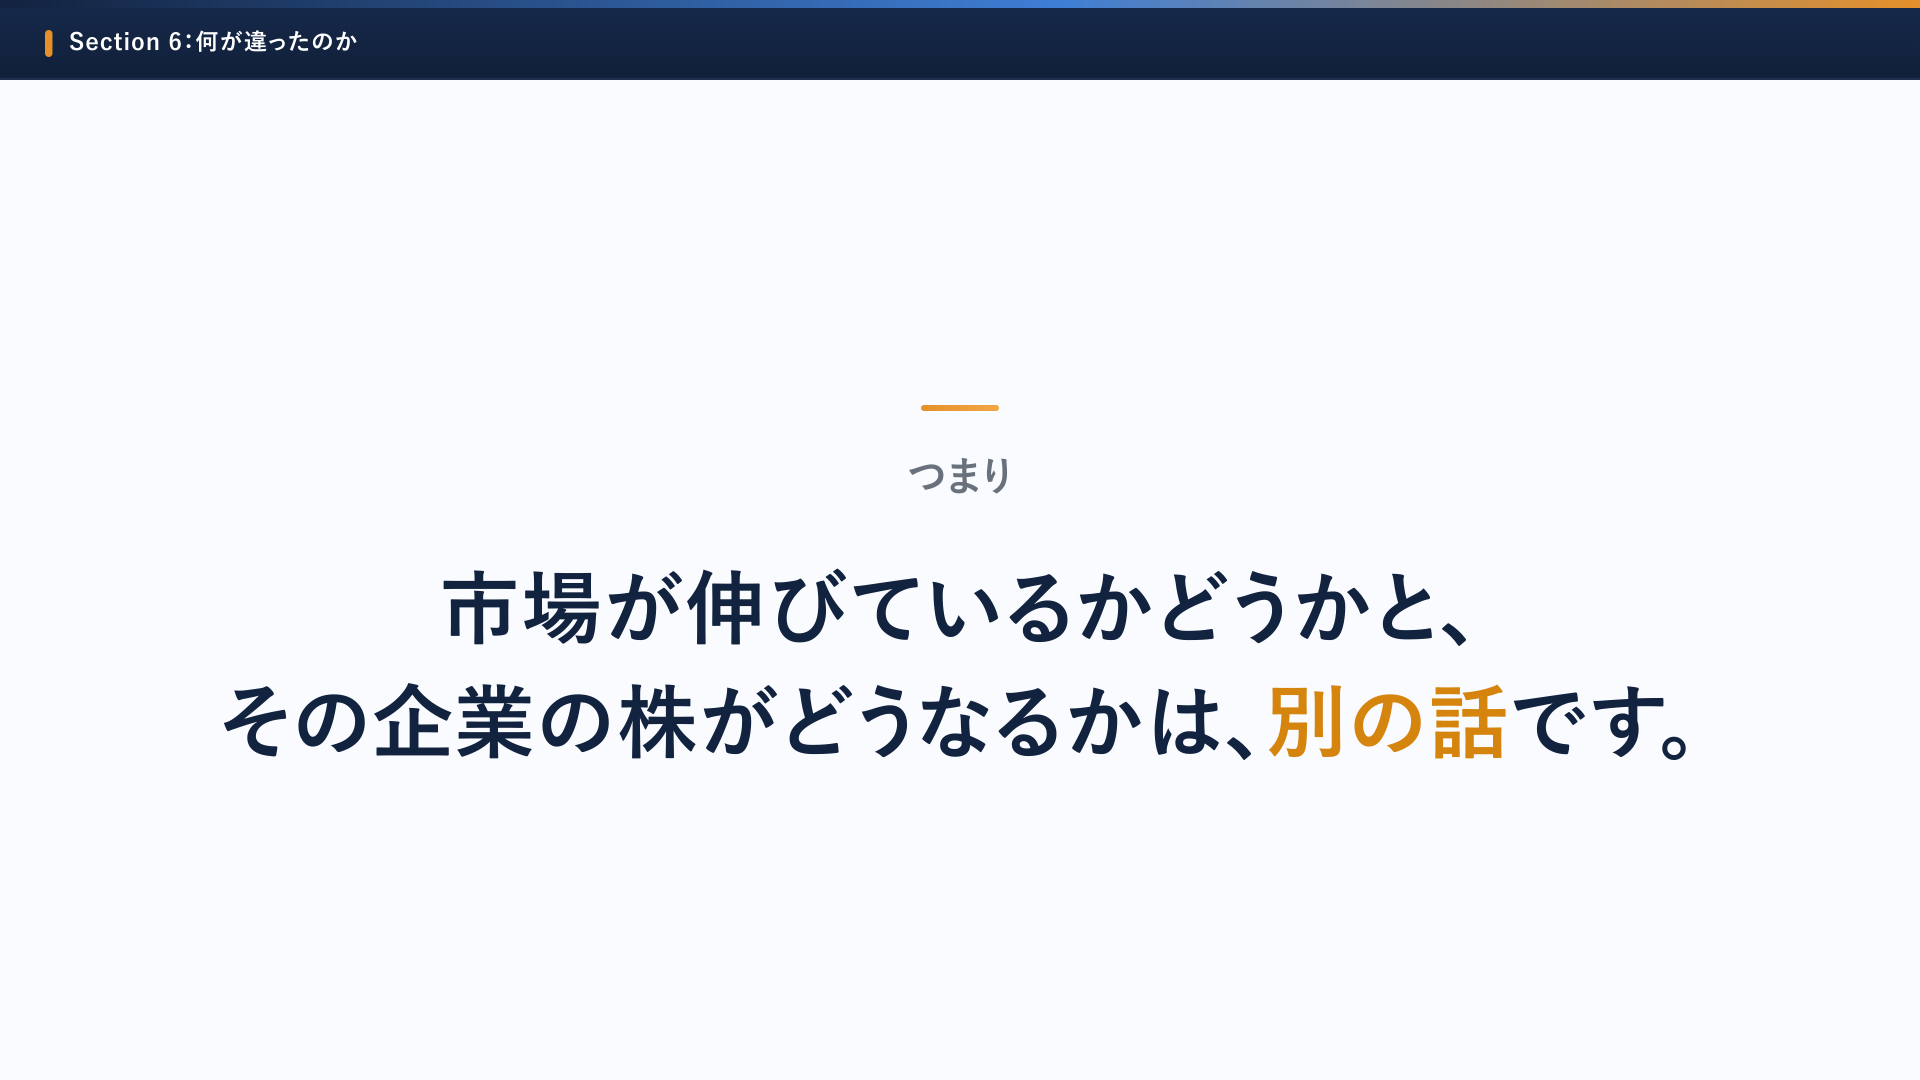 Section 6：何が違ったのか
つまり
市場が伸びているかどうかと、
その企業の株がどうなるかは、別の話です。